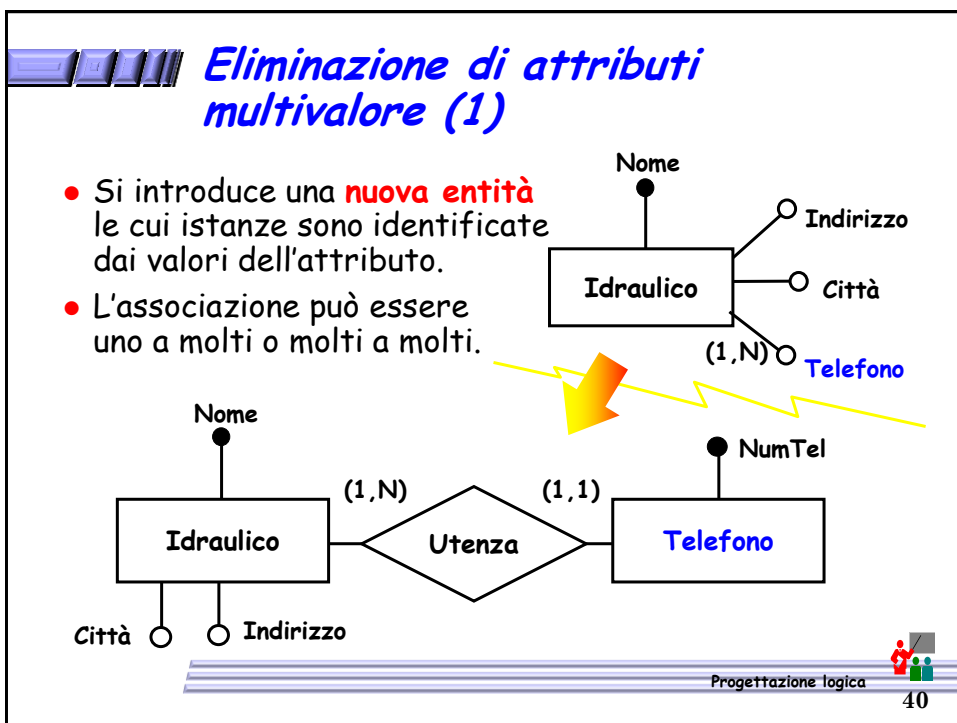 Eliminazione di attributi
multivalore (1)
● Si introduce una nuova entità
le cui istanze sono identificate
dai valori dell'attributo.
● L'associazione può essere
uno a molti o molti a molti.
Nome
Indirizzo
Idraulico
Città
(1,N)
Telefono
Nome
NumTel
(1,N)
(1,1)
Idraulico
Utenza
Telefono
Città
Indirizzo
Progettazione logica
40